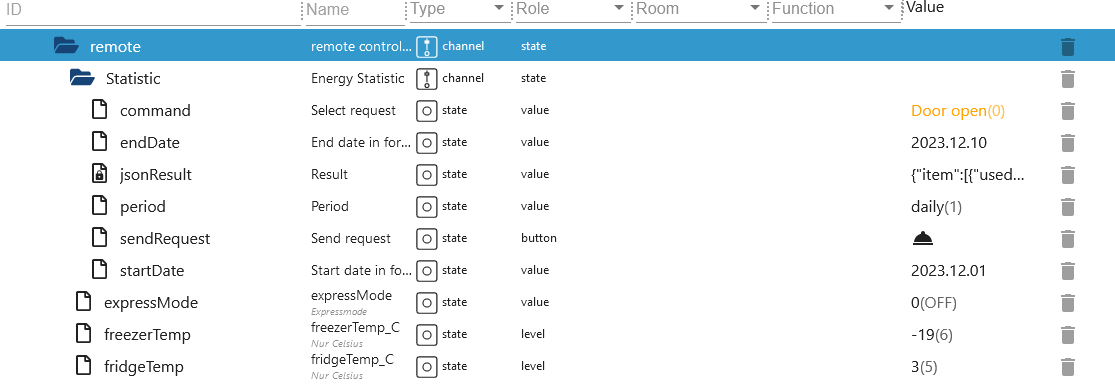 ID Name Type Role Room Function Value
remote remote control... channel state
Statistic Energy Statistic channel state
command Select request state value Door open(0)
endDate End date in for... state value 2023.12.10
jsonResult Result state value {"item":[{"used...
period Period state value daily(1)
sendRequest Send request state button
startDate Start date in fo... state value 2023.12.01
expressMode expressMode state value 0(OFF)
Expressmode
freezerTemp freezerTemp_C state level -19(6)
Nur Celsius
fridgeTemp fridgeTemp_C state level 3(5)
Nur Celsius